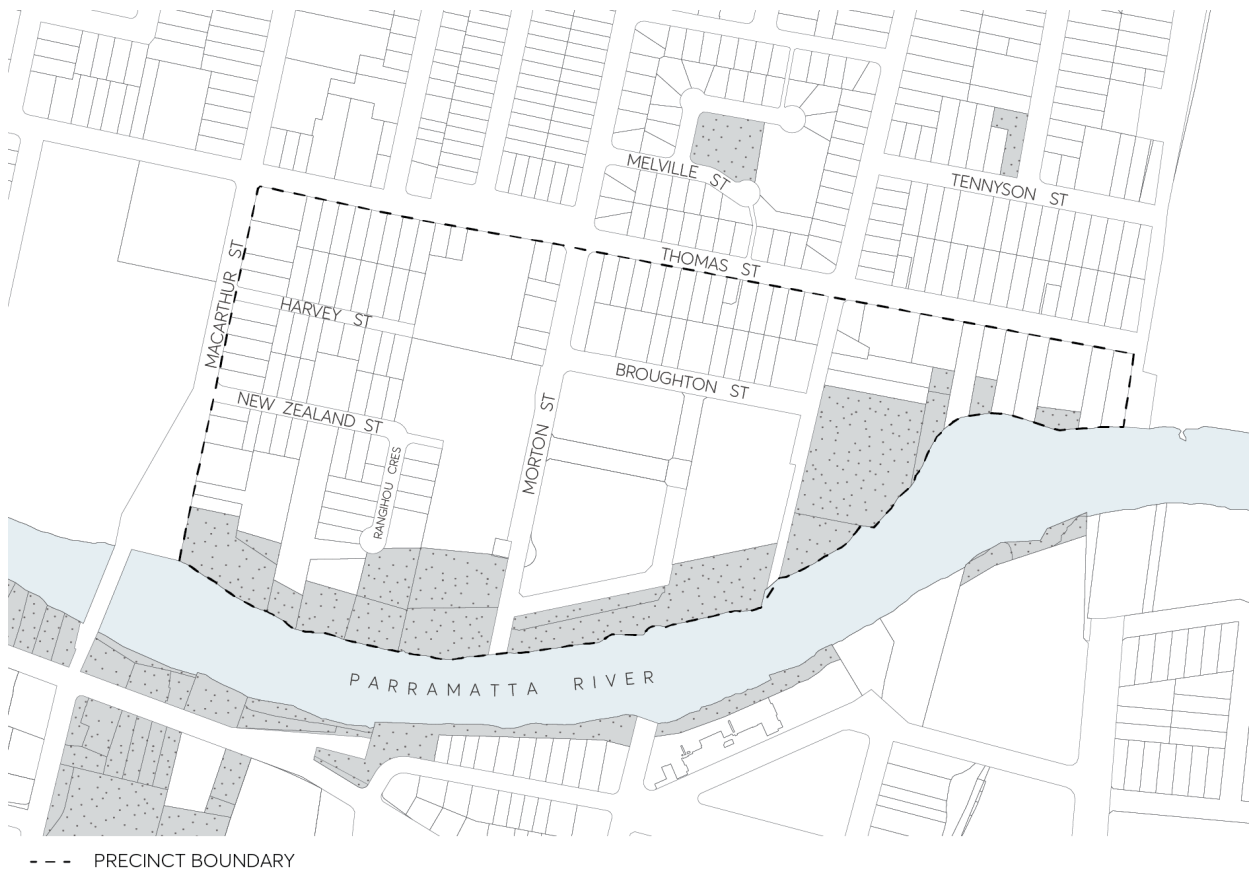 MELVILLE ST
TENNYSON ST
THOMAS ST
MACARTHUR ST
HARVEY ST
BROUGHTON ST
NEW ZEALAND ST
MORTON ST
RANGIHOU CRES
PARRAMATTA RIVER
PRECINCT BOUNDARY